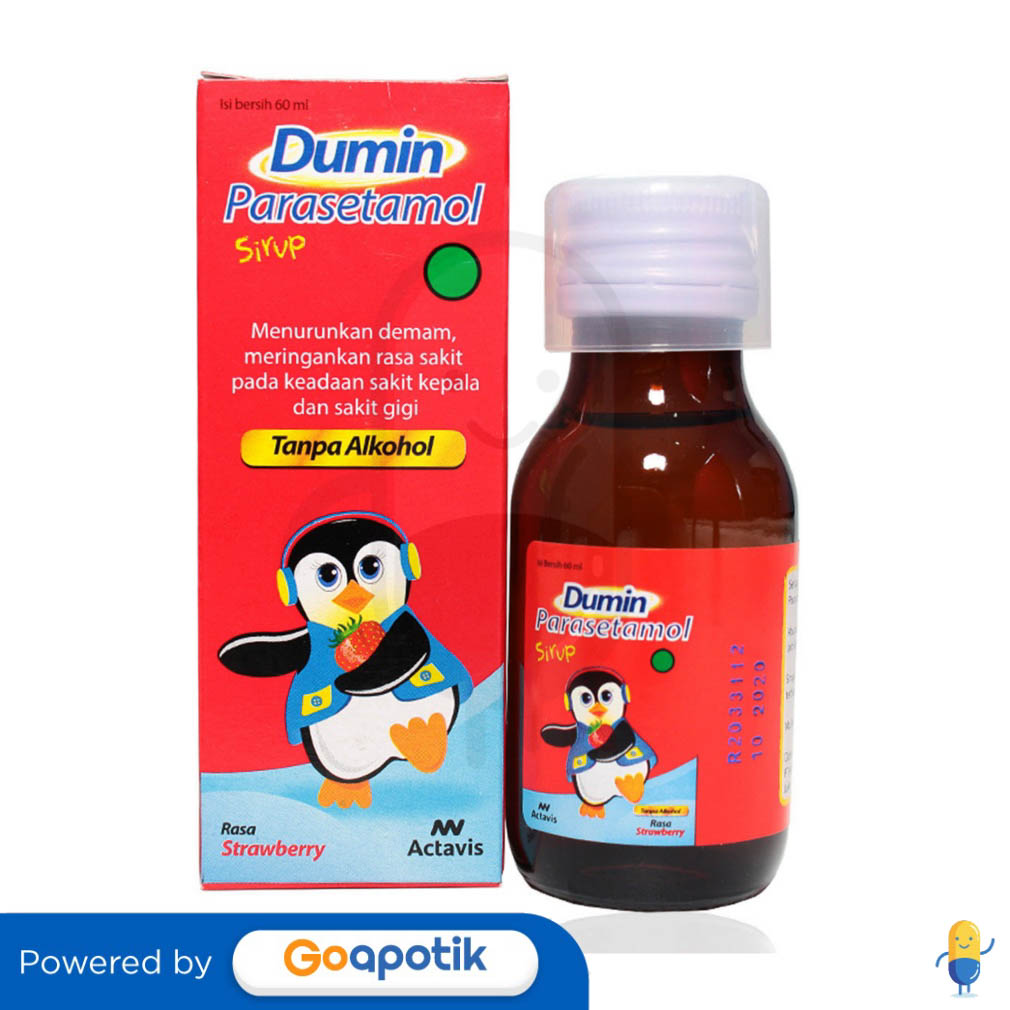 Isi bersih 60 ml
Dumin
Parasetamol
Sirup
Menurunkan demam,
meringankan rasa sakit
pada keadaan sakit kepala
dan sakit gigi
Tanpa Alkohol
Rasa
Strawberry
Actavis
Isi Bersih 60 ml
Dumin
Parasetamol
Sirup
R2033112
10 2020
Actavis
Tanpa Alkohol
Rasa
Strawberry
Powered by Goapotik